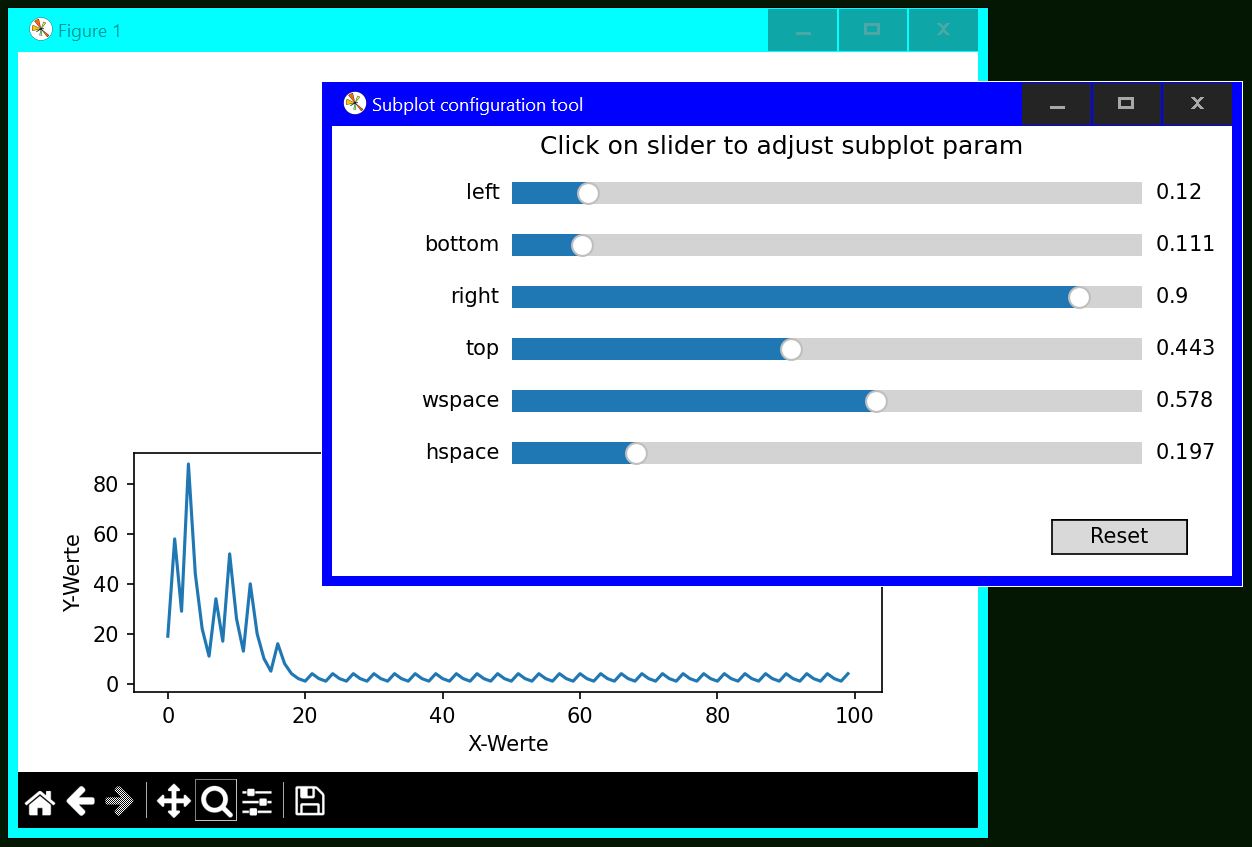 Figure 1
Subplot configuration tool
Click on slider to adjust subplot param
left 0.12
bottom 0.111
right 0.9
top 0.443
wspace 0.578
hspace 0.197
Reset
Y-Werte
80
60
40
20
0
0 20 40 60 80 100
X-Werte